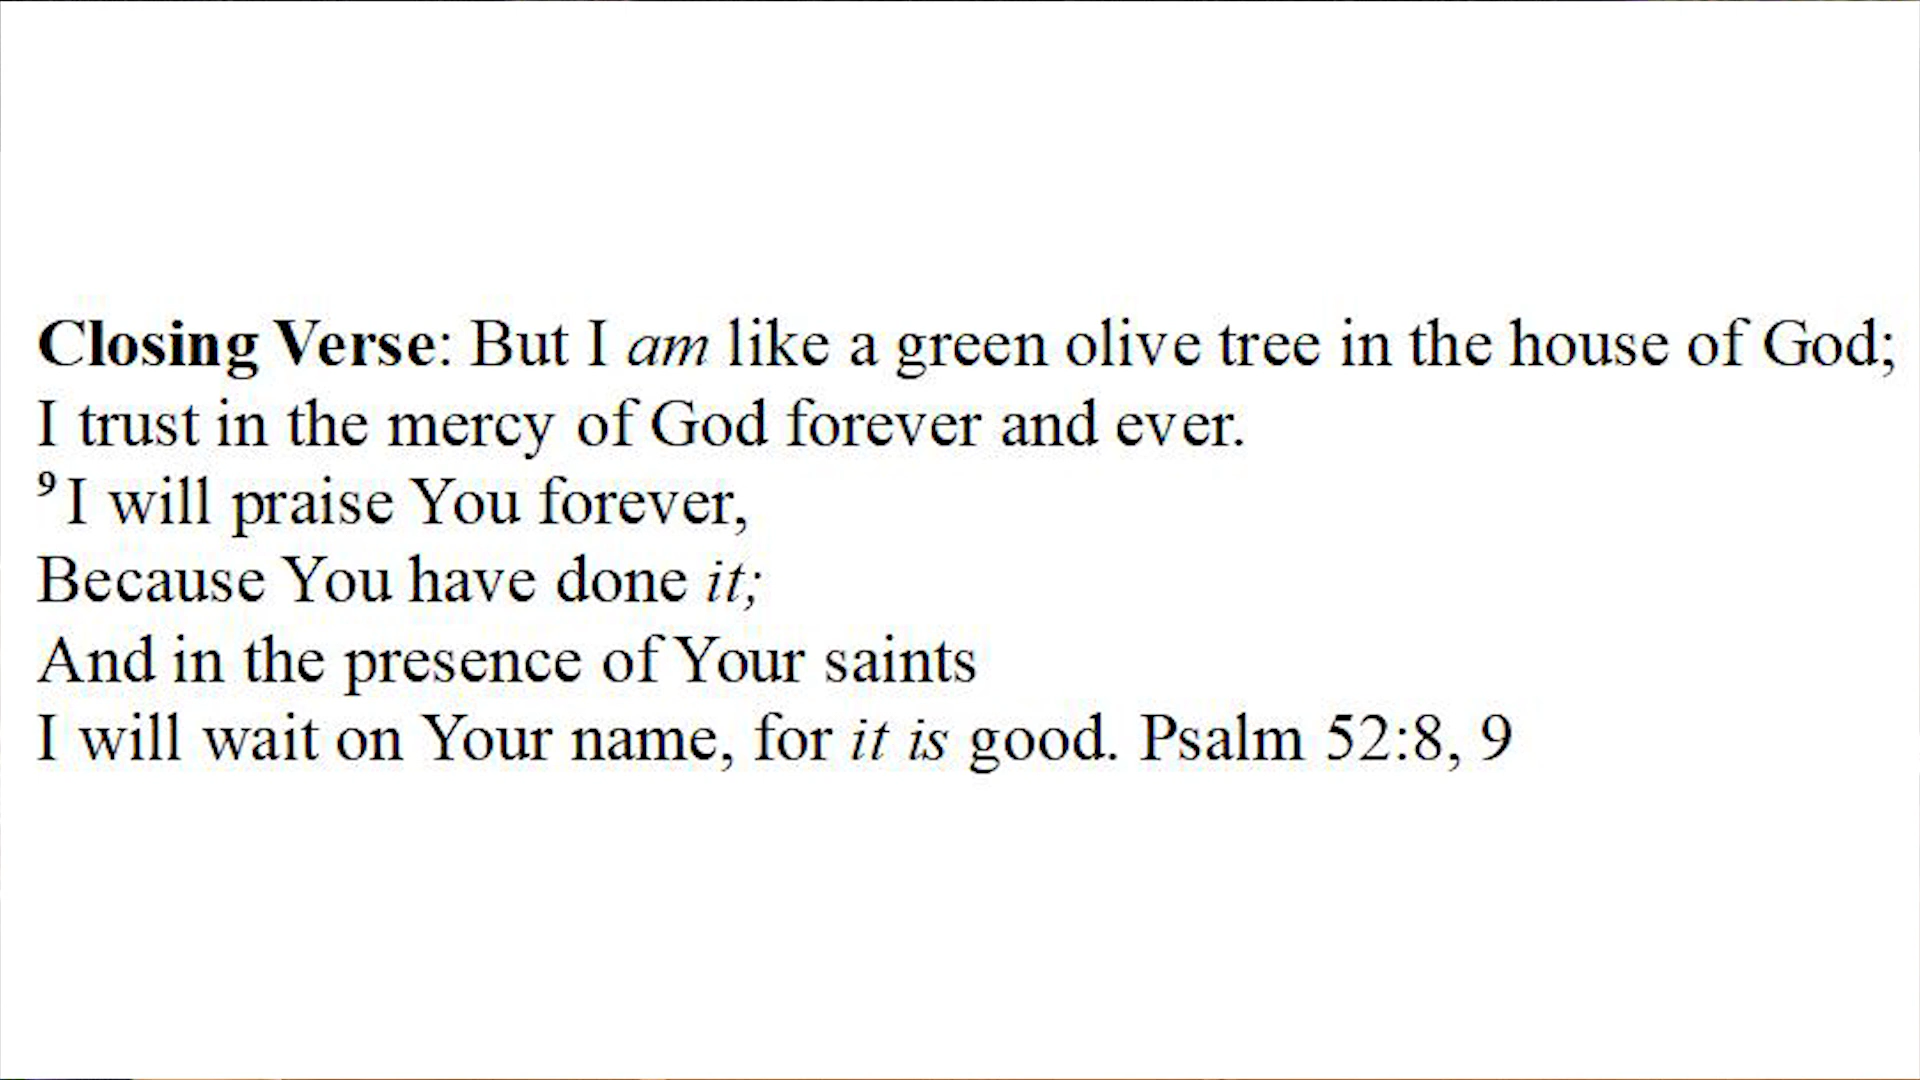 Closing Verse: But I am like a green olive tree in the house of God;
I trust in the mercy of God forever and ever.
⁹I will praise You forever,
Because You have done it;
And in the presence of Your saints
I will wait on Your name, for it is good. Psalm 52:8, 9